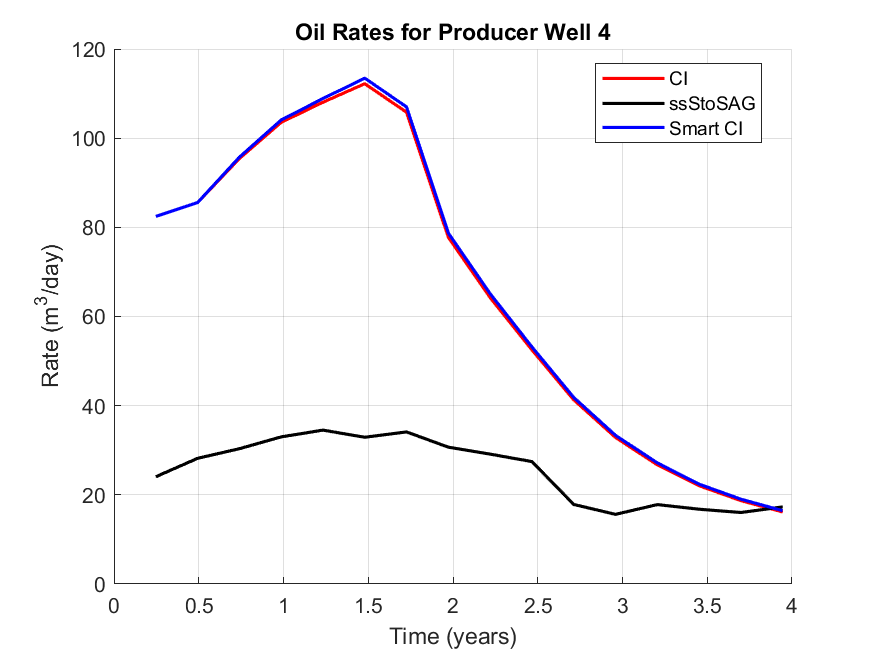 Oil Rates for Producer Well 4
120
100
80
60
40
20
0
Rate (m³/day)
CI
ssStoSAG
Smart CI
0 0.5 1 1.5 2 2.5 3 3.5 4
Time (years)